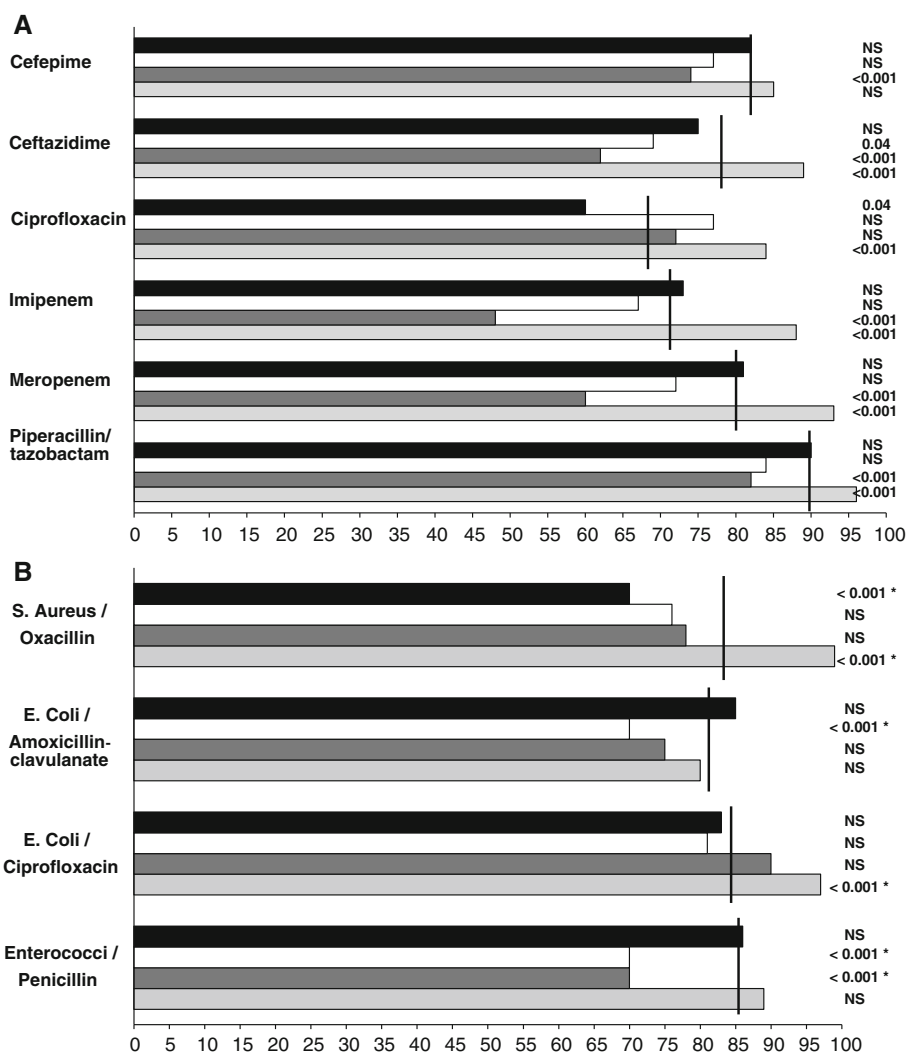 A
Cefepime
NS
NS
<0.001
NS
Ceftazidime
NS
0.04
<0.001
<0.001
Ciprofloxacin
0.04
NS
NS
<0.001
Imipenem
NS
NS
<0.001
<0.001
Meropenem
NS
NS
<0.001
<0.001
Piperacillin/
tazobactam
NS
NS
<0.001
<0.001
0 5 10 15 20 25 30 35 40 45 50 55 60 65 70 75 80 85 90 95 100
B
S. Aureus /
Oxacillin
< 0.001 *
NS
NS
< 0.001 *
E. Coli /
Amoxicillin-
clavulanate
NS
< 0.001 *
NS
NS
E. Coli /
Ciprofloxacin
NS
NS
NS
< 0.001 *
Enterococci /
Penicillin
NS
< 0.001 *
< 0.001 *
NS
0 5 10 15 20 25 30 35 40 45 50 55 60 65 70 75 80 85 90 95 100